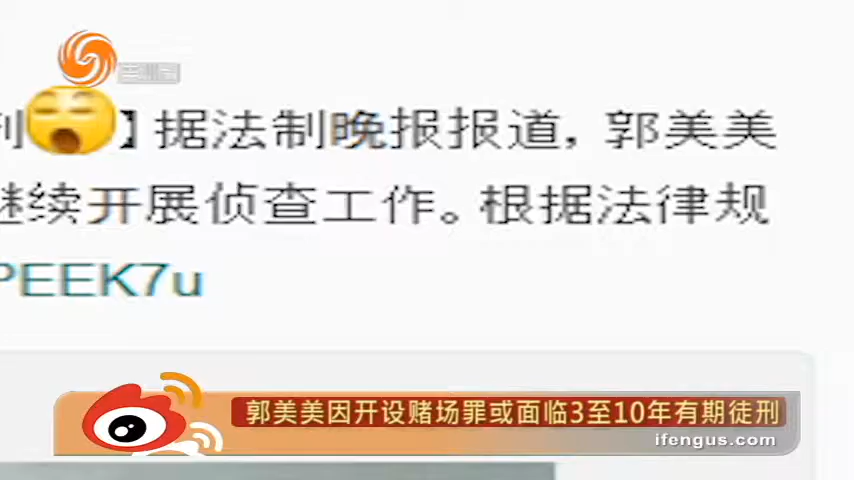 】据法制晚报报道，郭美美
继续开展侦查工作。根据法律规
PEEK7u
郭美美因开设赌场罪或面临3至10年有期徒刑
ifengus.com